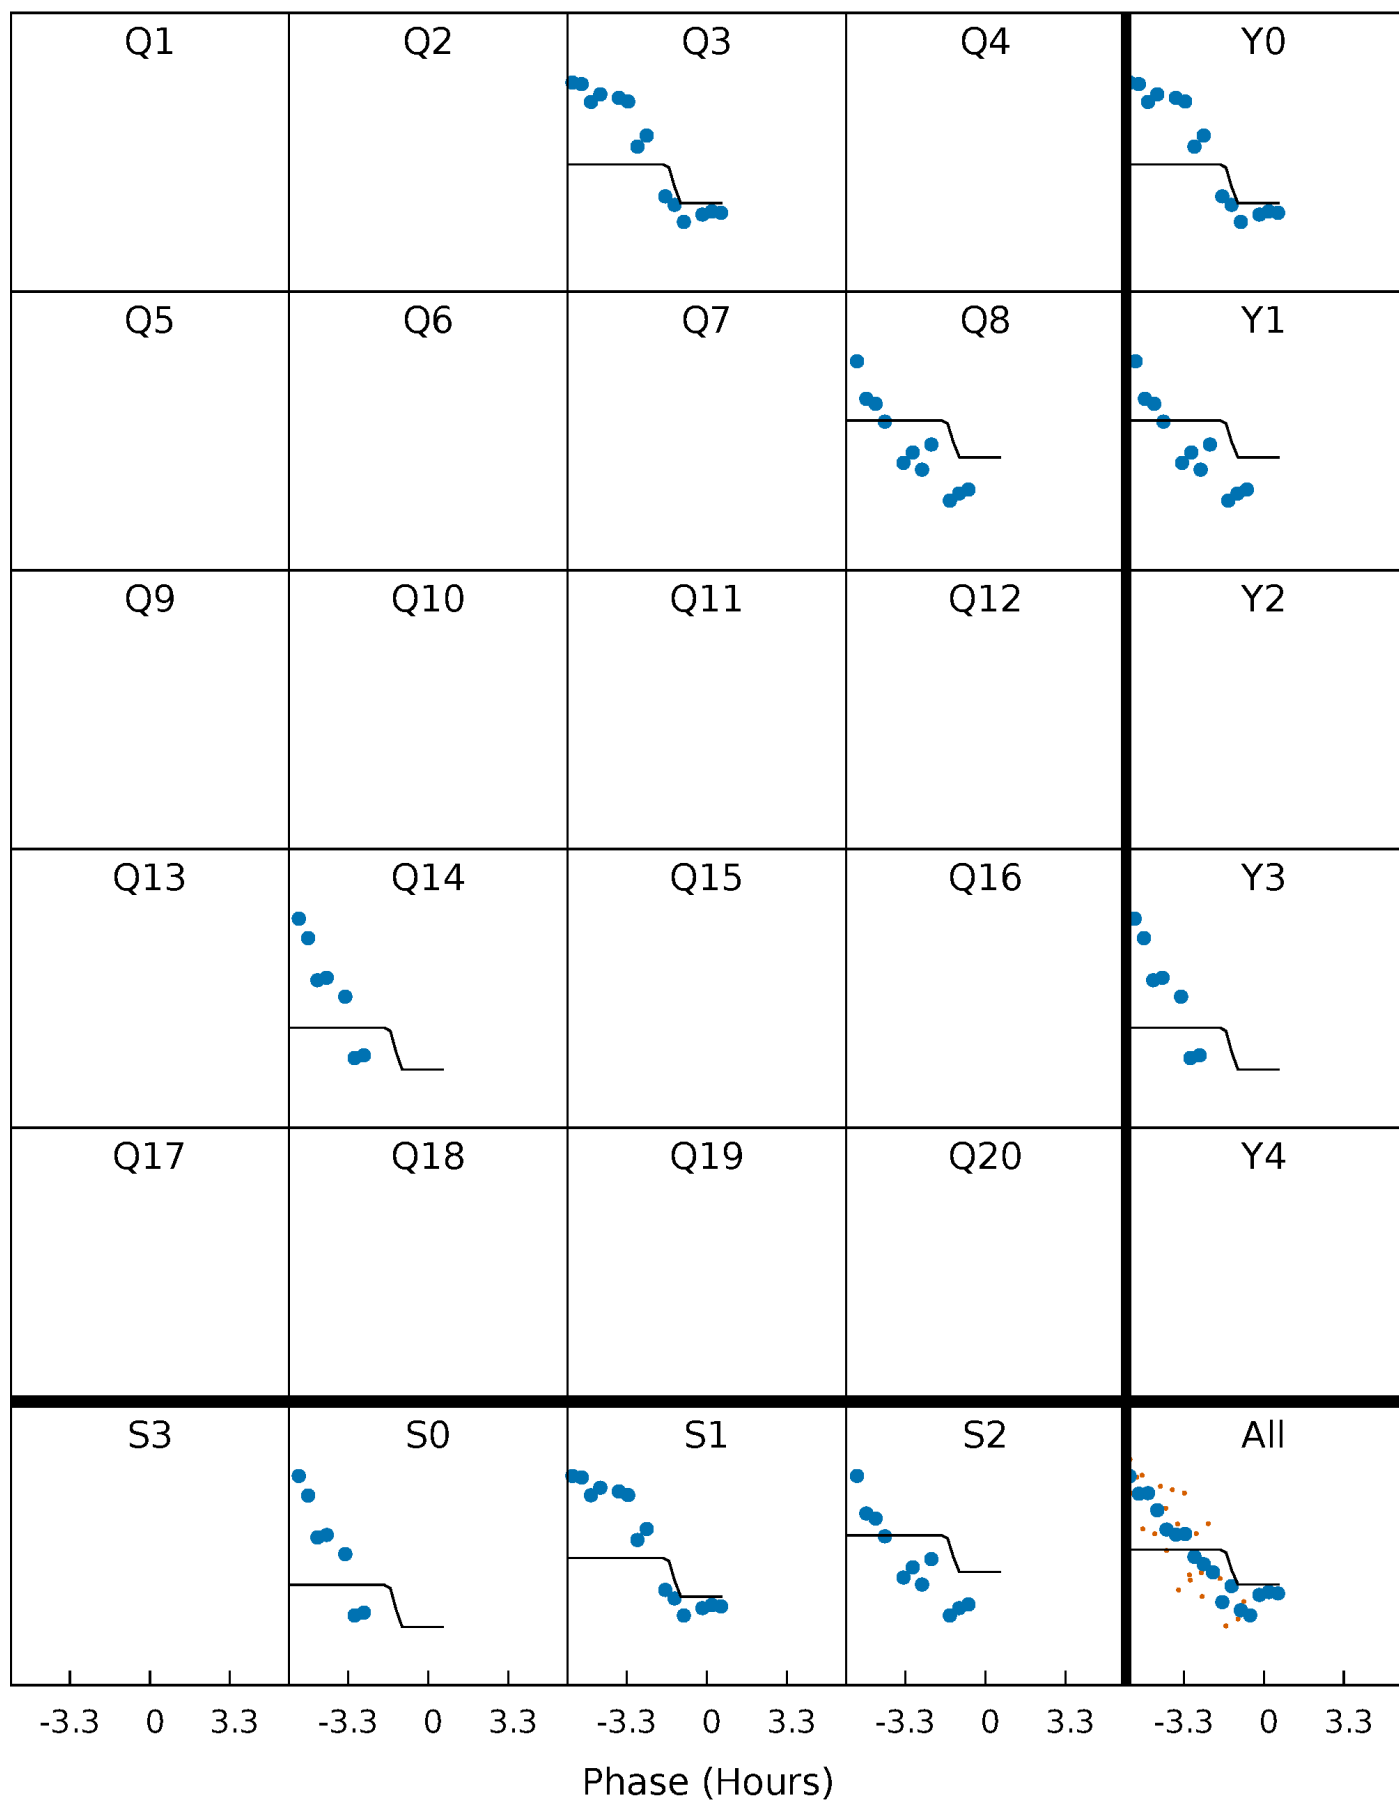 Q1 Q2 Q3 Q4 Y0
Q5 Q6 Q7 Q8 Y1
Q9 Q10 Q11 Q12 Y2
Q13 Q14 Q15 Q16 Y3
Q17 Q18 Q19 Q20 Y4
S3 S0 S1 S2 All
-3.3 0 3.3 -3.3 0 3.3 -3.3 0 3.3 -3.3 0 3.3 -3.3 0 3.3
Phase (Hours)